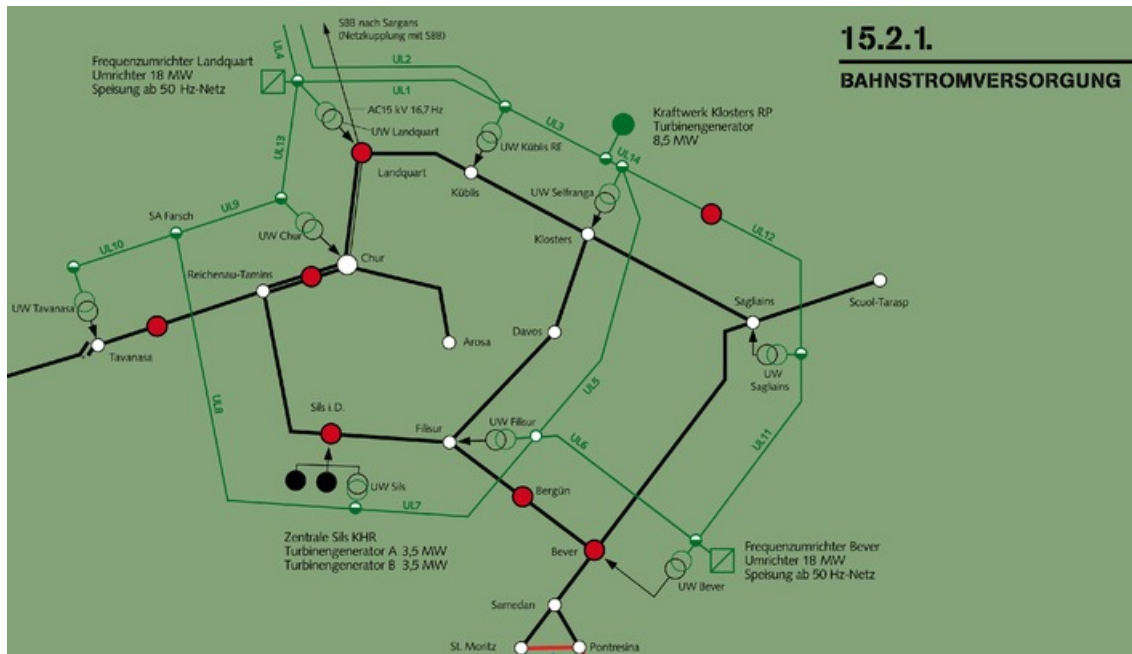 15.2.1.
BAHNSTROMVERSORGUNG
SBB nach Sargans
(Netzkupplung mit SBB)
Frequenzumrichter Landquart
Umrichter 18 MW
Speisung ab 50 Hz-Netz
UL4
UL2
UL1
AC15 kV 16,7 Hz
UW Landquart
UL3
Kraftwerk Klosters RP
Turbinengenerator
8,5 MW
UL13
UW Küblis RE
UL14
Landquart
Küblis
UW Selfranga
UL9
SA Farsch
UL12
UL10
UW Chur
Klosters
Chur
Reichenau-Tamins
Sagliains
Scuol-Tarasp
UW Tavanasa
Davos
Arosa
Tavanasa
UW
Sagliains
UL5
UL8
Sils i.D.
Filisur
UW Filisur
UL6
UL11
UW Sils
Bergün
UL7
Zentrale Sils KHR
Turbinengenerator A 3,5 MW
Turbinengenerator B 3,5 MW
Bever
Frequenzumrichter Bever
Umrichter 18 MW
Speisung ab 50 Hz-Netz
UW Bever
Samedan
St. Moritz
Pontresina